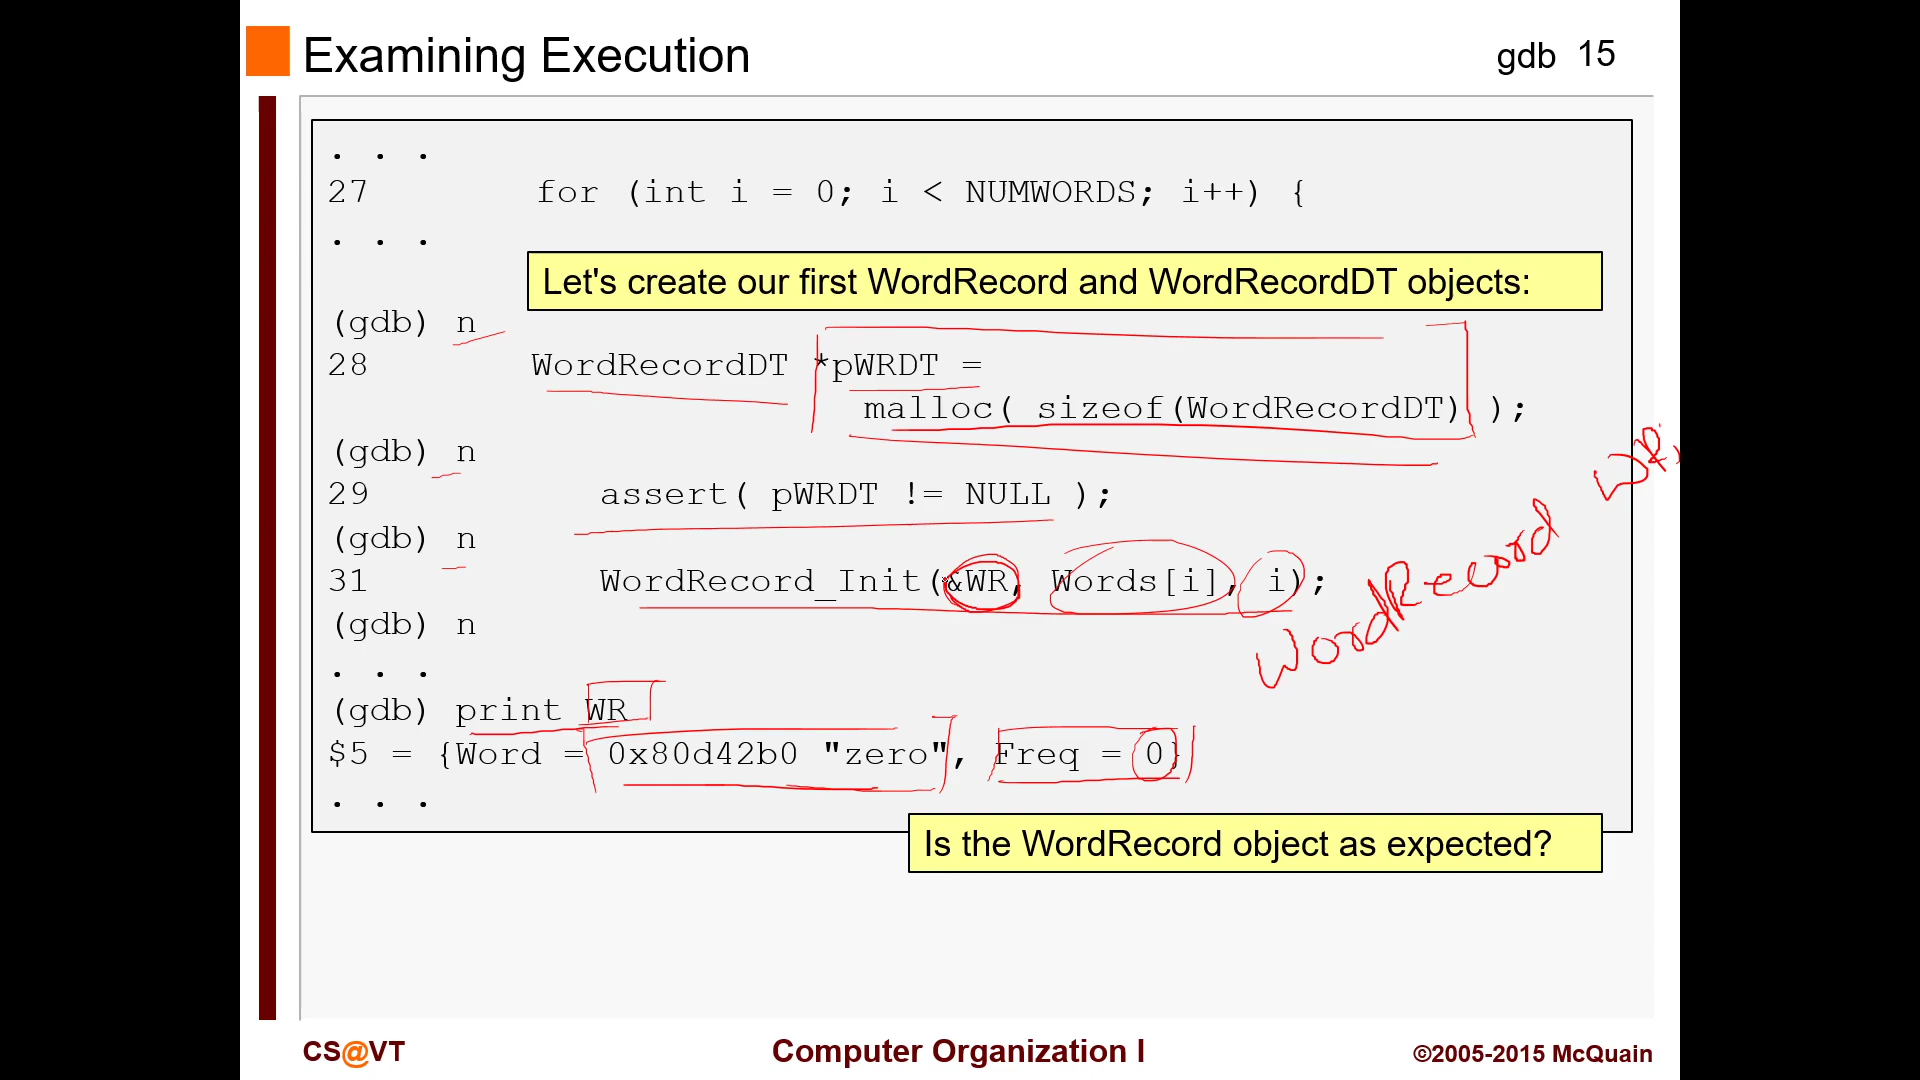 Examining Execution
gdb 15
. . .
27 for (int i = 0; i < NUMWORDS; i++) {
. . .
Let's create our first WordRecord and WordRecordDT objects:
(gdb) n
28 WordRecordDT *pWRDT =
malloc( sizeof(WordRecordDT) );
(gdb) n
29 assert( pWRDT != NULL );
(gdb) n
31 WordRecord_Init(&WR, Words[i], i);
WordRecord WR;
(gdb) n
. . .
(gdb) print WR
$5 = {Word = 0x80d42b0 "zero", Freq = 0}
. . .
Is the WordRecord object as expected?
CS@VT
Computer Organization I
©2005-2015 McQuain